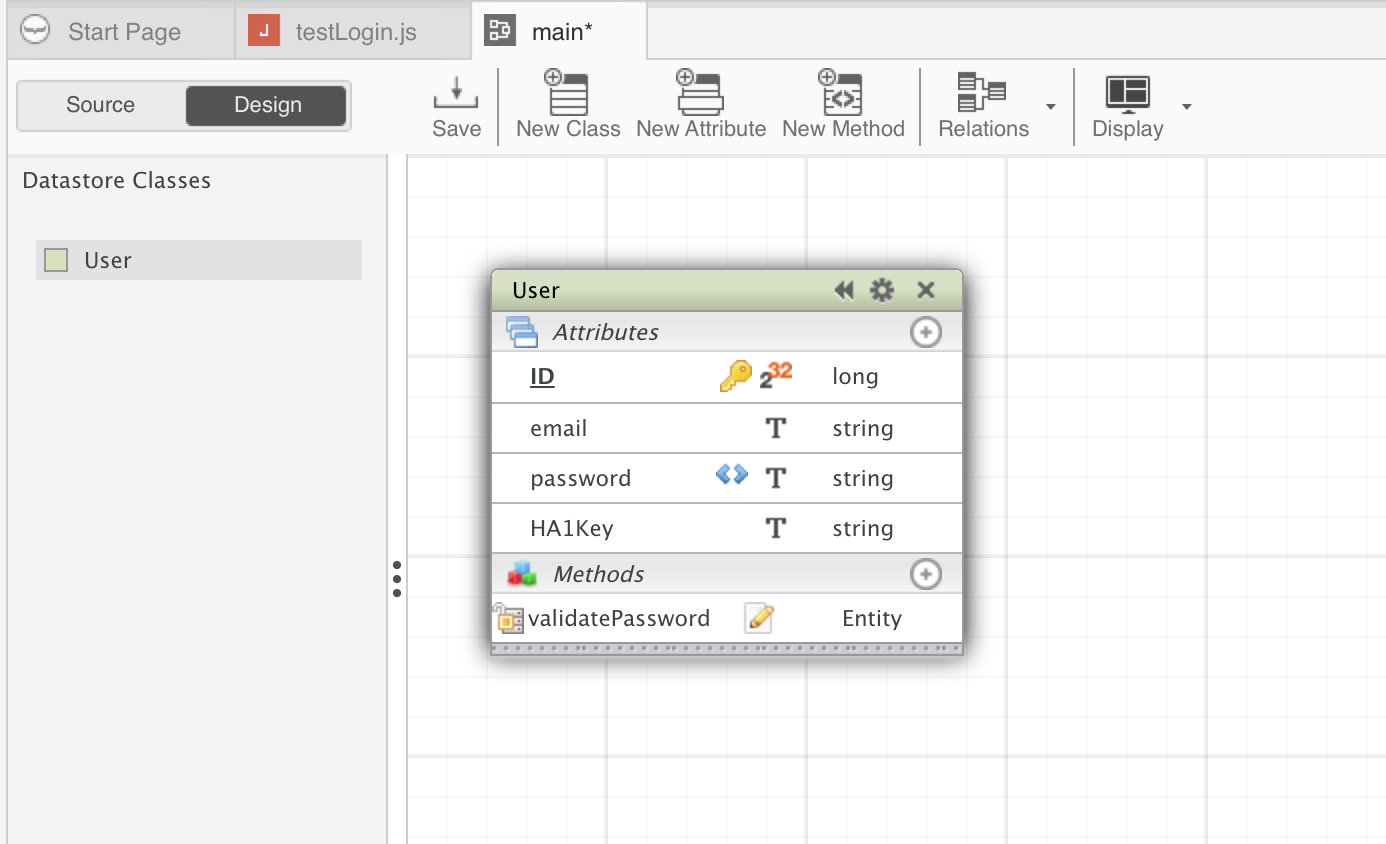 Start Page
J testLogin.js
main*
Source
Design
Save
New Class
New Attribute
New Method
Relations
Display
Datastore Classes
User
User
Attributes
ID 2 32 long
email T string
password T string
HA1Key T string
Methods
validatePassword Entity